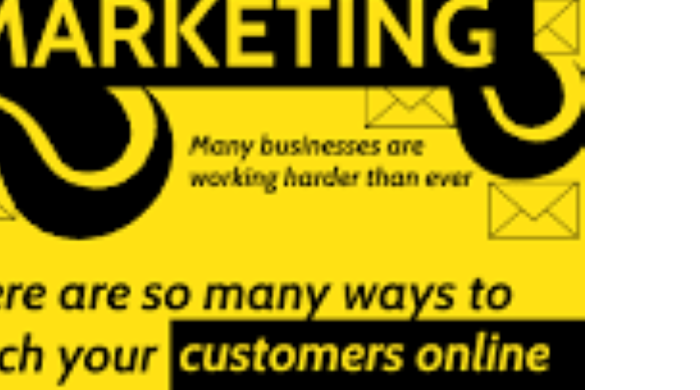 MARKETING
Many businesses are
working harder than ever
ere are so many ways to
ch your customers online